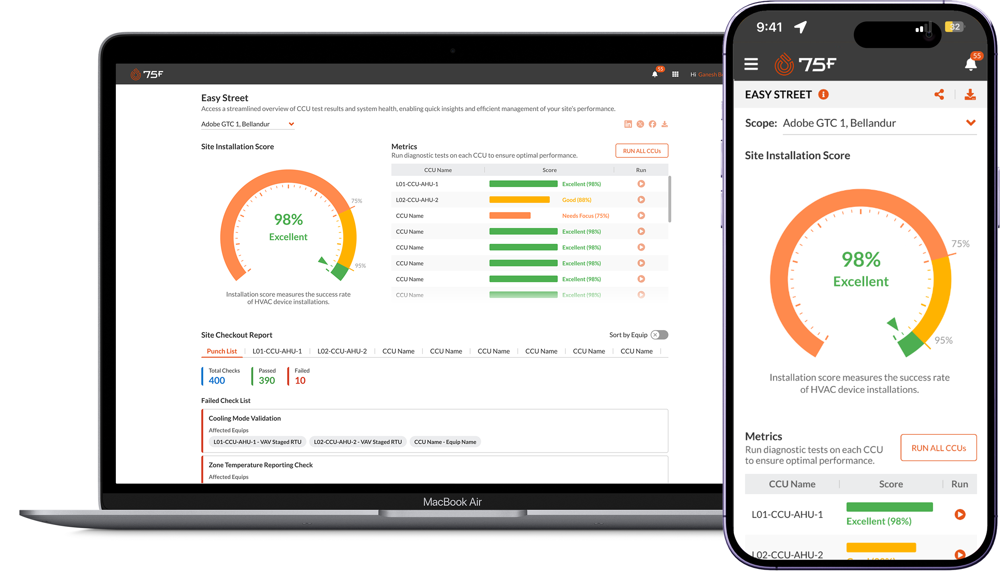 75F
55
Hi Ganesh
Easy Street
Access a streamlined overview of CCU test results and system health, enabling quick insights and efficient management of your site's performance.
Adobe GTC 1, Bellandur
Site Installation Score
75%
98%
Excellent
95%
Installation score measures the success rate
of HVAC device installations.
Metrics
Run diagnostic tests on each CCU to ensure optimal performance.
RUN ALL CCUs
CCU Name Score Run
L01-CCU-AHU-1 Excellent (98%)
L02-CCU-AHU-2 Good (88%)
CCU Name Needs Focus (75%)
CCU Name Excellent (98%)
CCU Name Excellent (98%)
CCU Name Excellent (98%)
CCU Name Excellent (98%)
CCU Name Excellent (98%)
Site Checkout Report
Sort by Equip
Punch List L01-CCU-AHU-1 L02-CCU-AHU-2 CCU Name CCU Name CCU Name CCU Name CCU Name CCU Name
Total Checks Passed Failed
400 390 10
Failed Check List
Cooling Mode Validation
Affected Equips
L01-CCU-AHU-1 - VAV Staged RTU L02-CCU-AHU-2 - VAV Staged RTU CCU Name - Equip Name
Zone Temperature Reporting Check
Affected Equips
MacBook Air
9:41 32
75F 55
EASY STREET
Scope: Adobe GTC 1, Bellandur
Site Installation Score
75%
98%
Excellent
95%
Installation score measures the success rate
of HVAC device installations.
Metrics
Run diagnostic tests on each CCU
to ensure optimal performance.
RUN ALL CCUs
CCU Name Score Run
L01-CCU-AHU-1
Excellent (98%)
L02-CCU-AHU-2